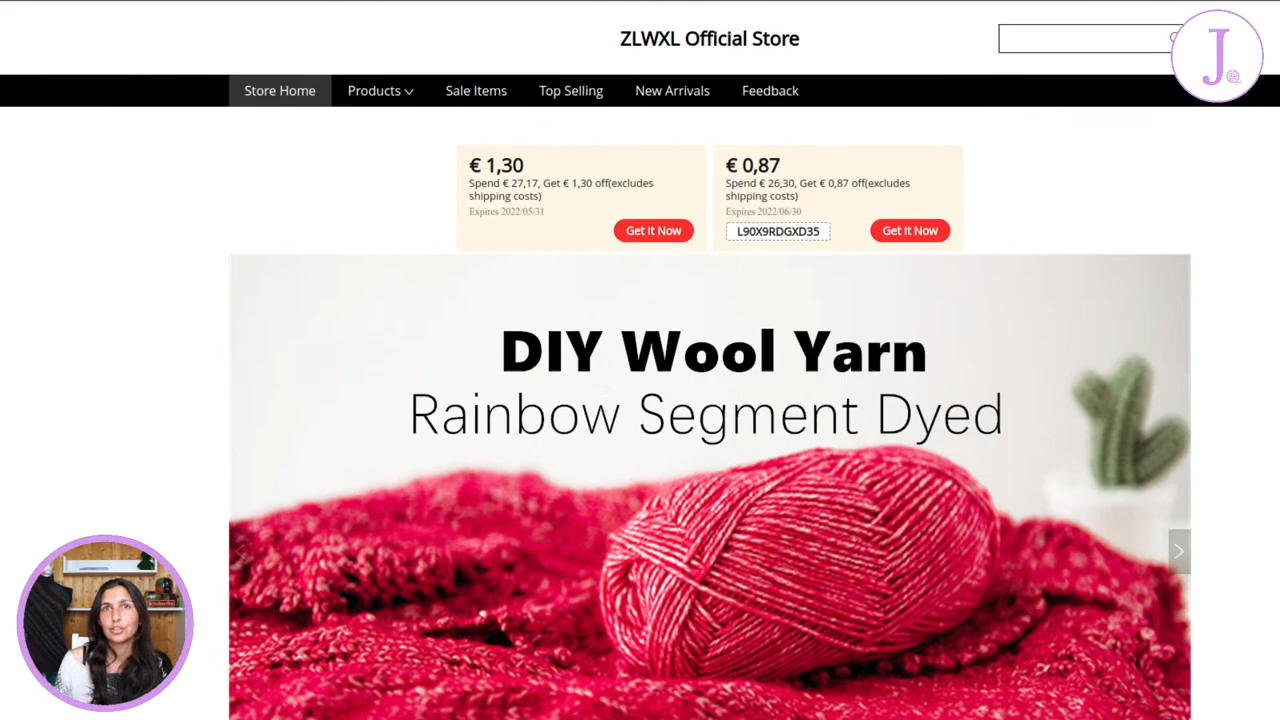 ZLWXL Official Store
J.
Store Home
Products
Sale Items
Top Selling
New Arrivals
Feedback
€ 1,30
Spend € 27,17, Get € 1,30 off(excludes
shipping costs)
Expires 2022/05/31
Get It Now
€ 0,87
Spend € 26,30, Get € 0,87 off(excludes
shipping costs)
Expires 2022/06/30
L90X9RDGXD35
Get It Now
DIY Wool Yarn
Rainbow Segment Dyed